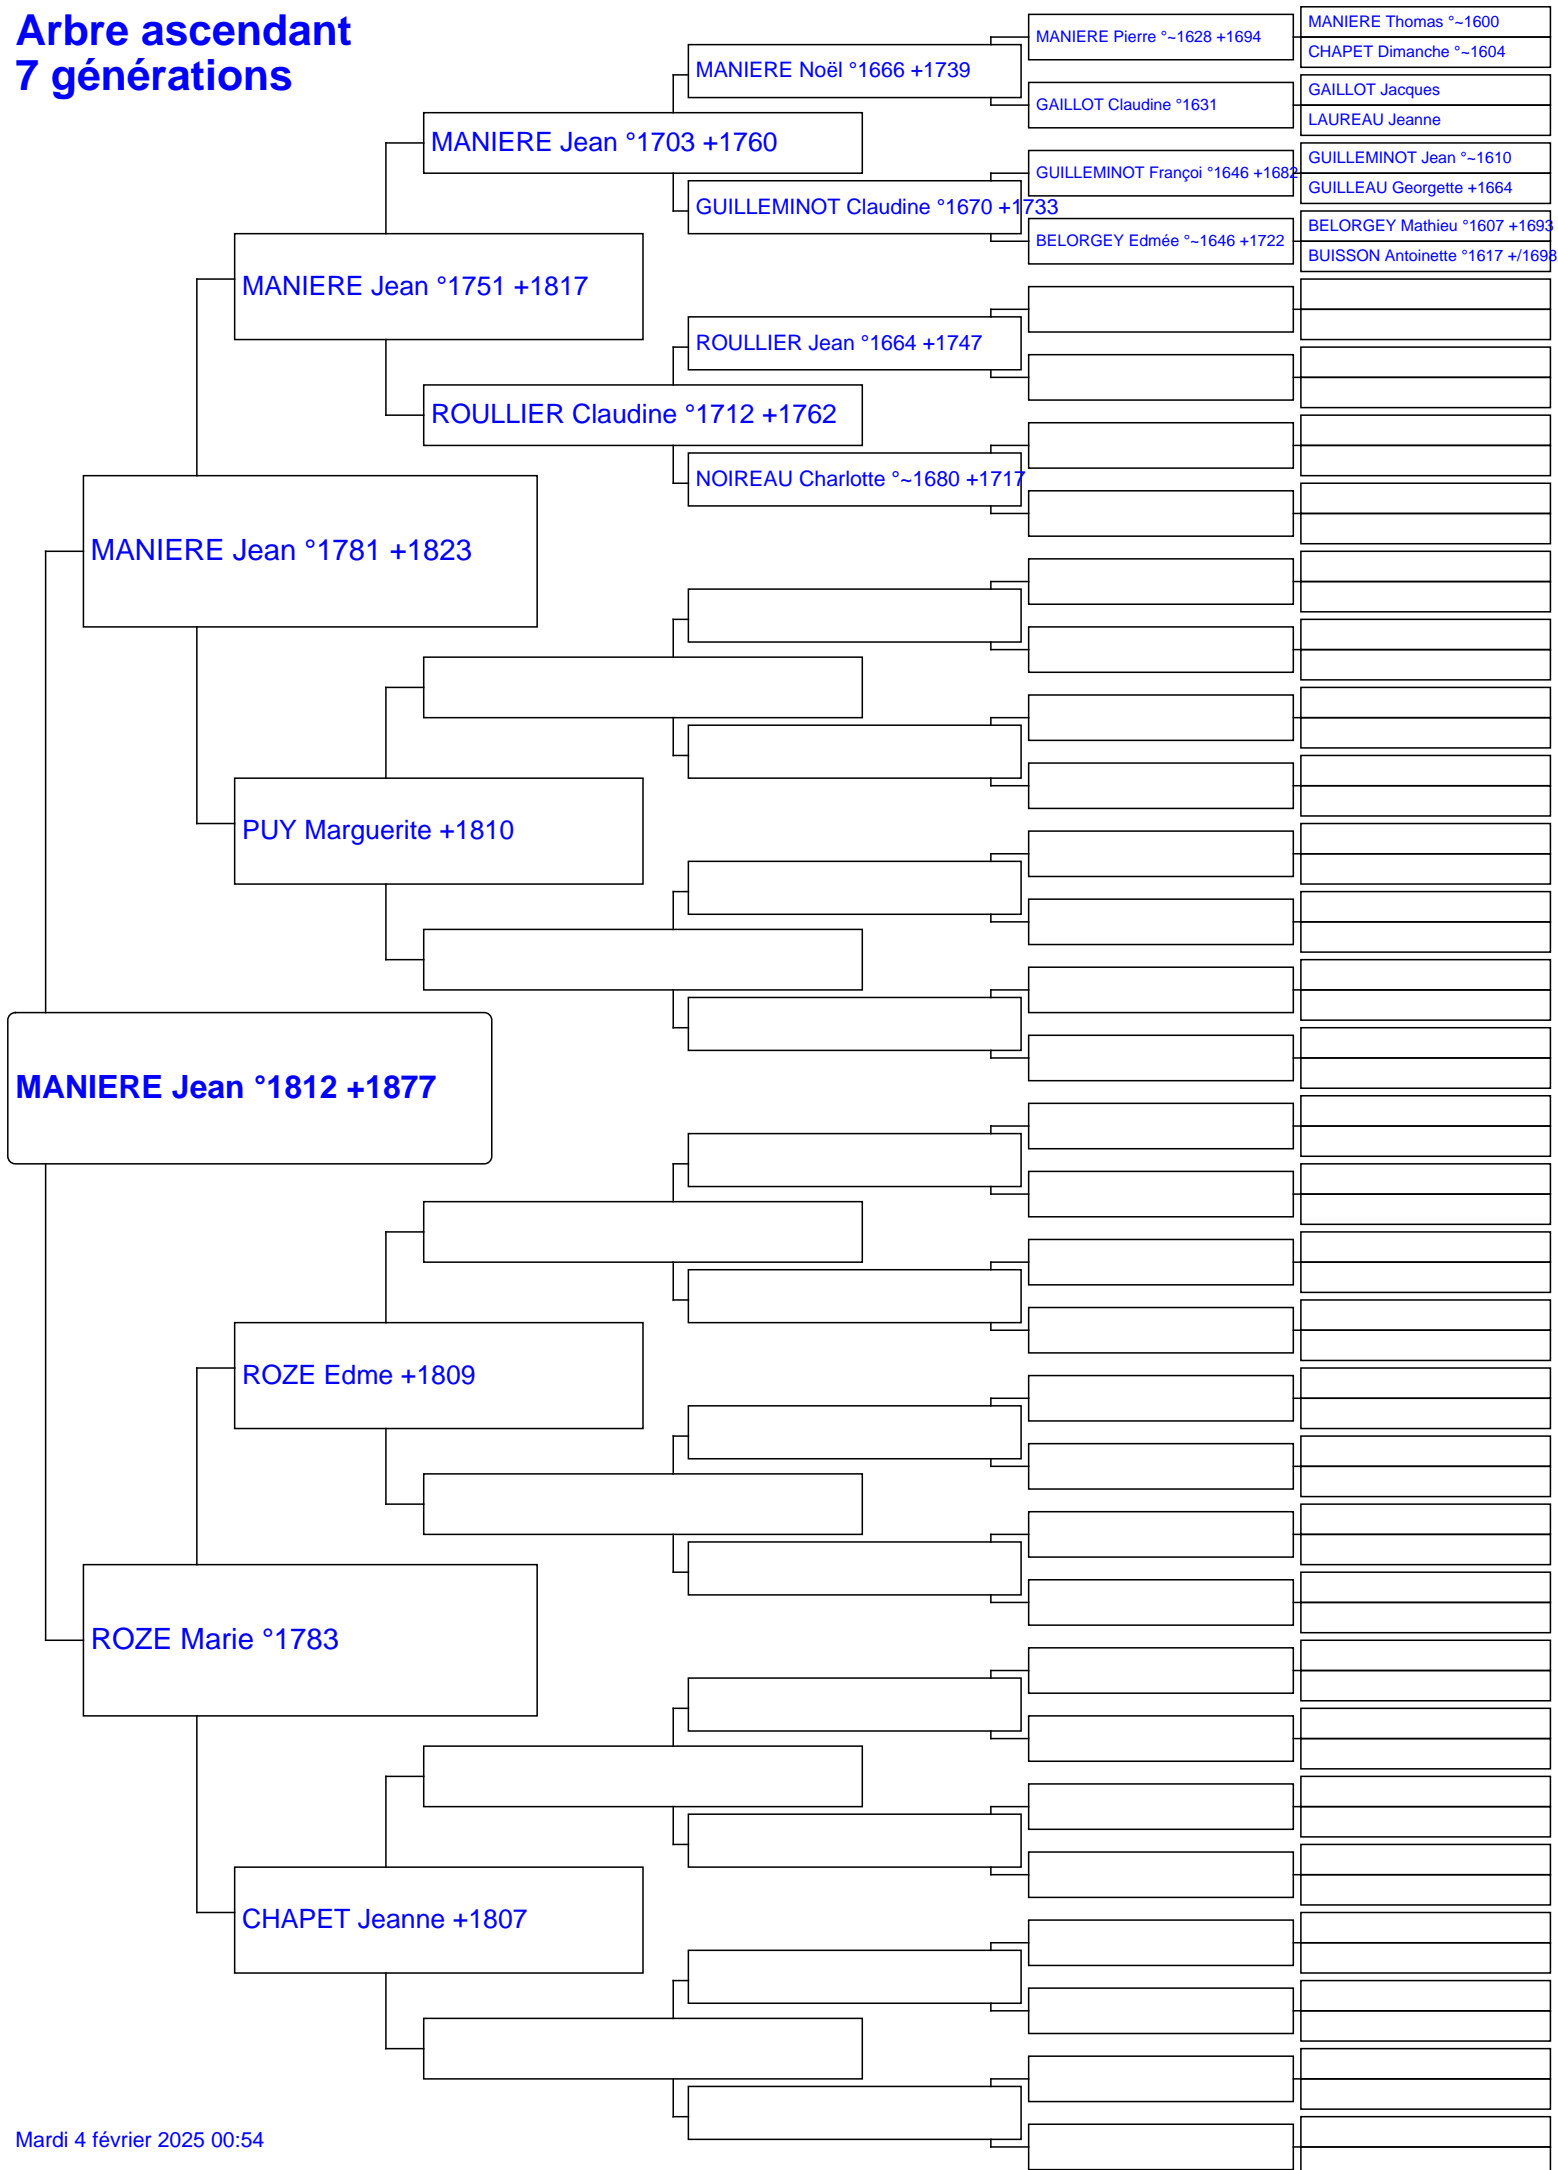 Arbre ascendant
7 générations
MANIERE Thomas °~1600
MANIERE Pierre °~1628 +1694
CHAPET Dimanche °~1604
MANIERE Noël °1666 +1739
GAILLOT Jacques
GAILLOT Claudine °1631
LAUREAU Jeanne
MANIERE Jean °1703 +1760
GUILLEMINOT Jean °~1610
GUILLEMINOT Françoi °1646 +1682
GUILLEAU Georgette +1664
GUILLEMINOT Claudine °1670 +1733
BELORGEY Mathieu °1607 +1693
BELORGEY Edmée °~1646 +1722
BUISSON Antoinette °1617 +/1698
MANIERE Jean °1751 +1817
ROULLIER Jean °1664 +1747
ROULLIER Claudine °1712 +1762
NOIREAU Charlotte °~1680 +1717
MANIERE Jean °1781 +1823
PUY Marguerite +1810
MANIERE Jean °1812 +1877
ROZE Edme +1809
ROZE Marie °1783
CHAPET Jeanne +1807
Mardi 4 février 2025 00:54